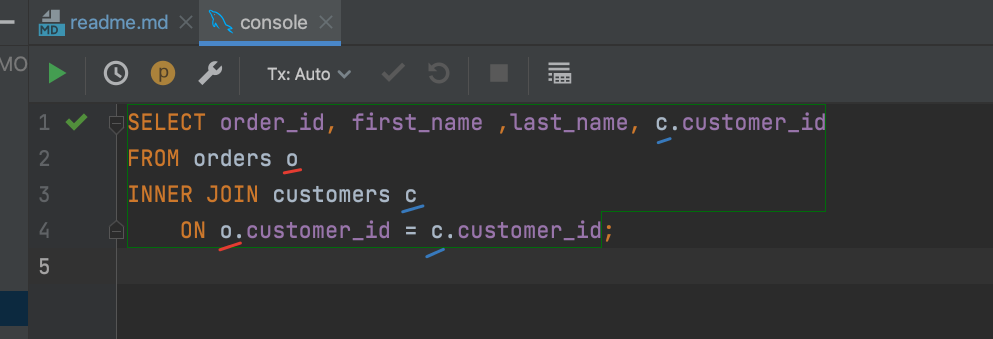 readme.md console
MO
p Tx: Auto
1 SELECT order_id, first_name ,last_name, c.customer_id
2 FROM orders o
3 INNER JOIN customers c
4 ON o.customer_id = c.customer_id;
5